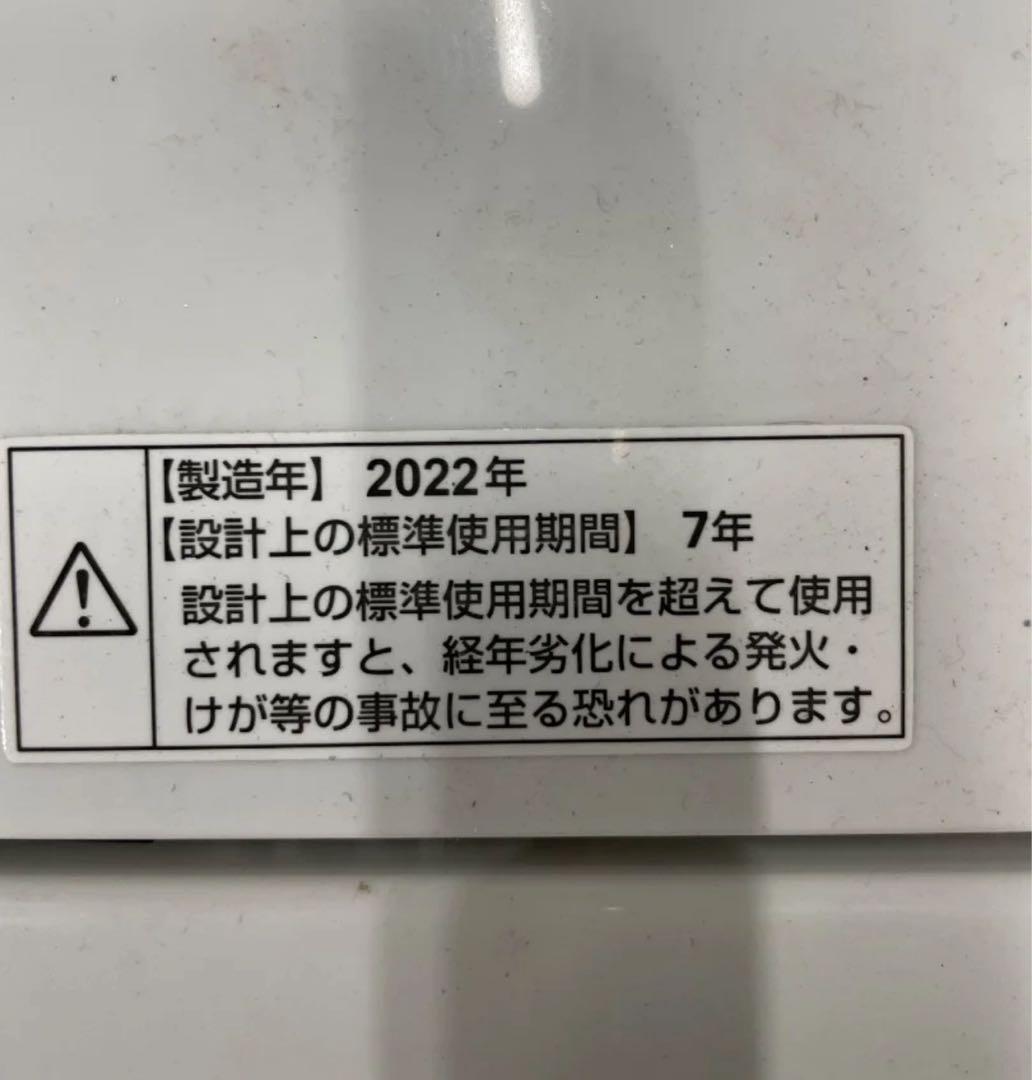 【製造年】 2022年
【設計上の標準使用期間】 7年
設計上の標準使用期間を超えて使用
されますと、経年劣化による発火・
けが等の事故に至る恐れがあります。